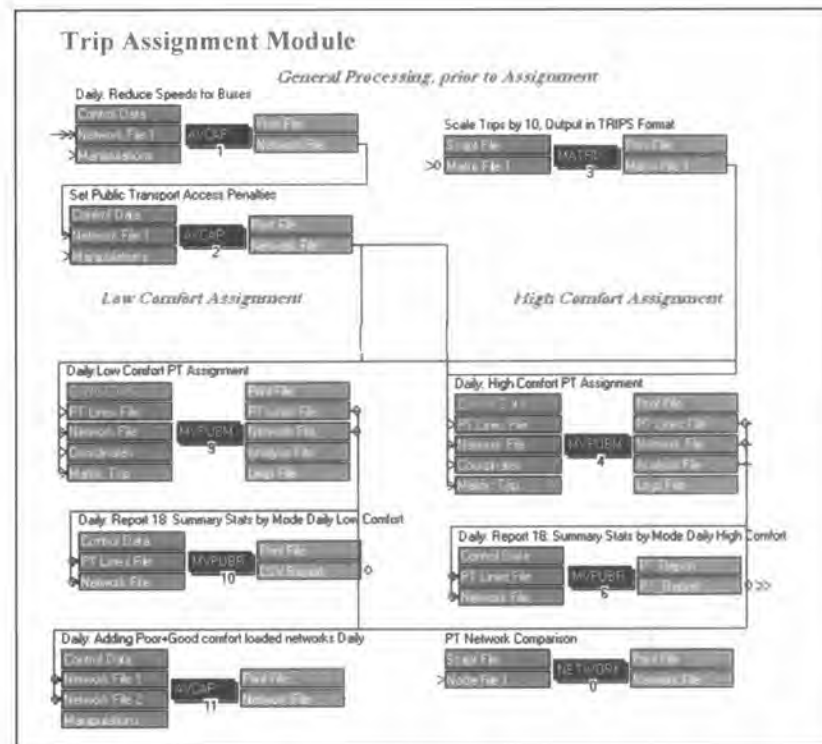 Trip Assignment Module
General Processing, prior to Assignment
Daily. Reduce Speeds for Buses
Control Data
Network File 1
Manipulations
AVCAP
1
Print File
Network File
Scale Trips by 10, Output in TRIPS Format
Script File
Matrix File 1
MATRIX
3
Print File
Matrix File 1
Set Public Transport Access Penalties
Control Data
Network File 1
Manipulations
AVCAP
2
Print File
Network File
Low Comfort Assignment
High Comfort Assignment
Daily Low Comfort PT Assignment
PT Lines File
Network File
Coordinates
Matrix Trip
MVPUBM
9
Print File
PT Lines File
Network File
Analysis File
Legs File
Daily. High Comfort PT Assignment
Control Data
PT Lines File
Network File
Coordinates
Matrix Trip
MVPUBM
4
Print File
PT Lines File
Network File
Analysis File
Legs File
Daily. Report 18. Summary Stats by Mode Daily Low Comfort
Control Data
PT Lines File
Network File
MVPUBR
10
Print File
CSV Report
Daily. Report 18: Summary Stats by Mode Daily High Comfort
Control Data
PT Lines File
Network File
MVPUBR
6
Report
Report
Daily: Adding Poor+Good comfort loaded networks Daily
Control Data
Network File 1
Network File 2
Manipulations
AVCAP
11
Print File
Network File
PT Network Comparison
Script File
Node File 1
NETWORK
0
Print File
Network File